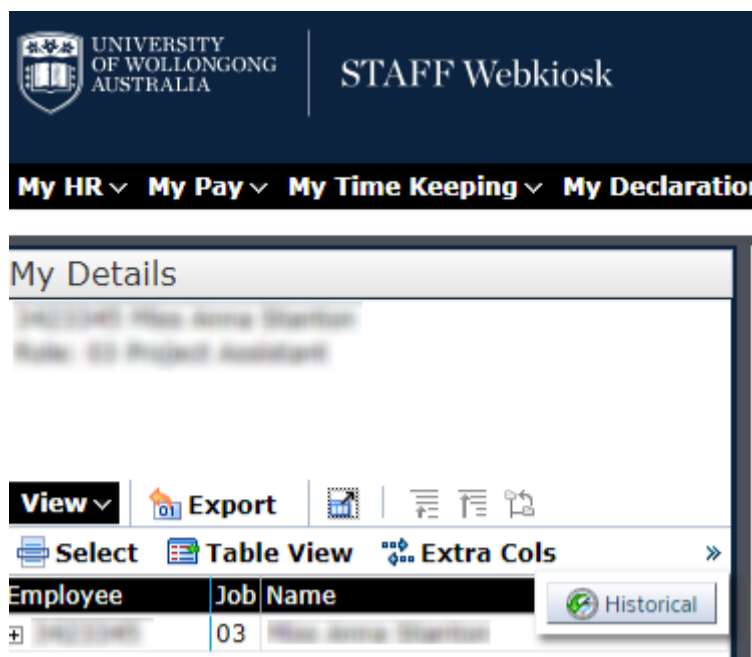 UNIVERSITY
OF WOLLONGONG
AUSTRALIA
STAFF Webkiosk
My HR My Pay My Time Keeping My Declaration
My Details
View Export
Select Table View Extra Cols »
Employee Job Name
Historical
03